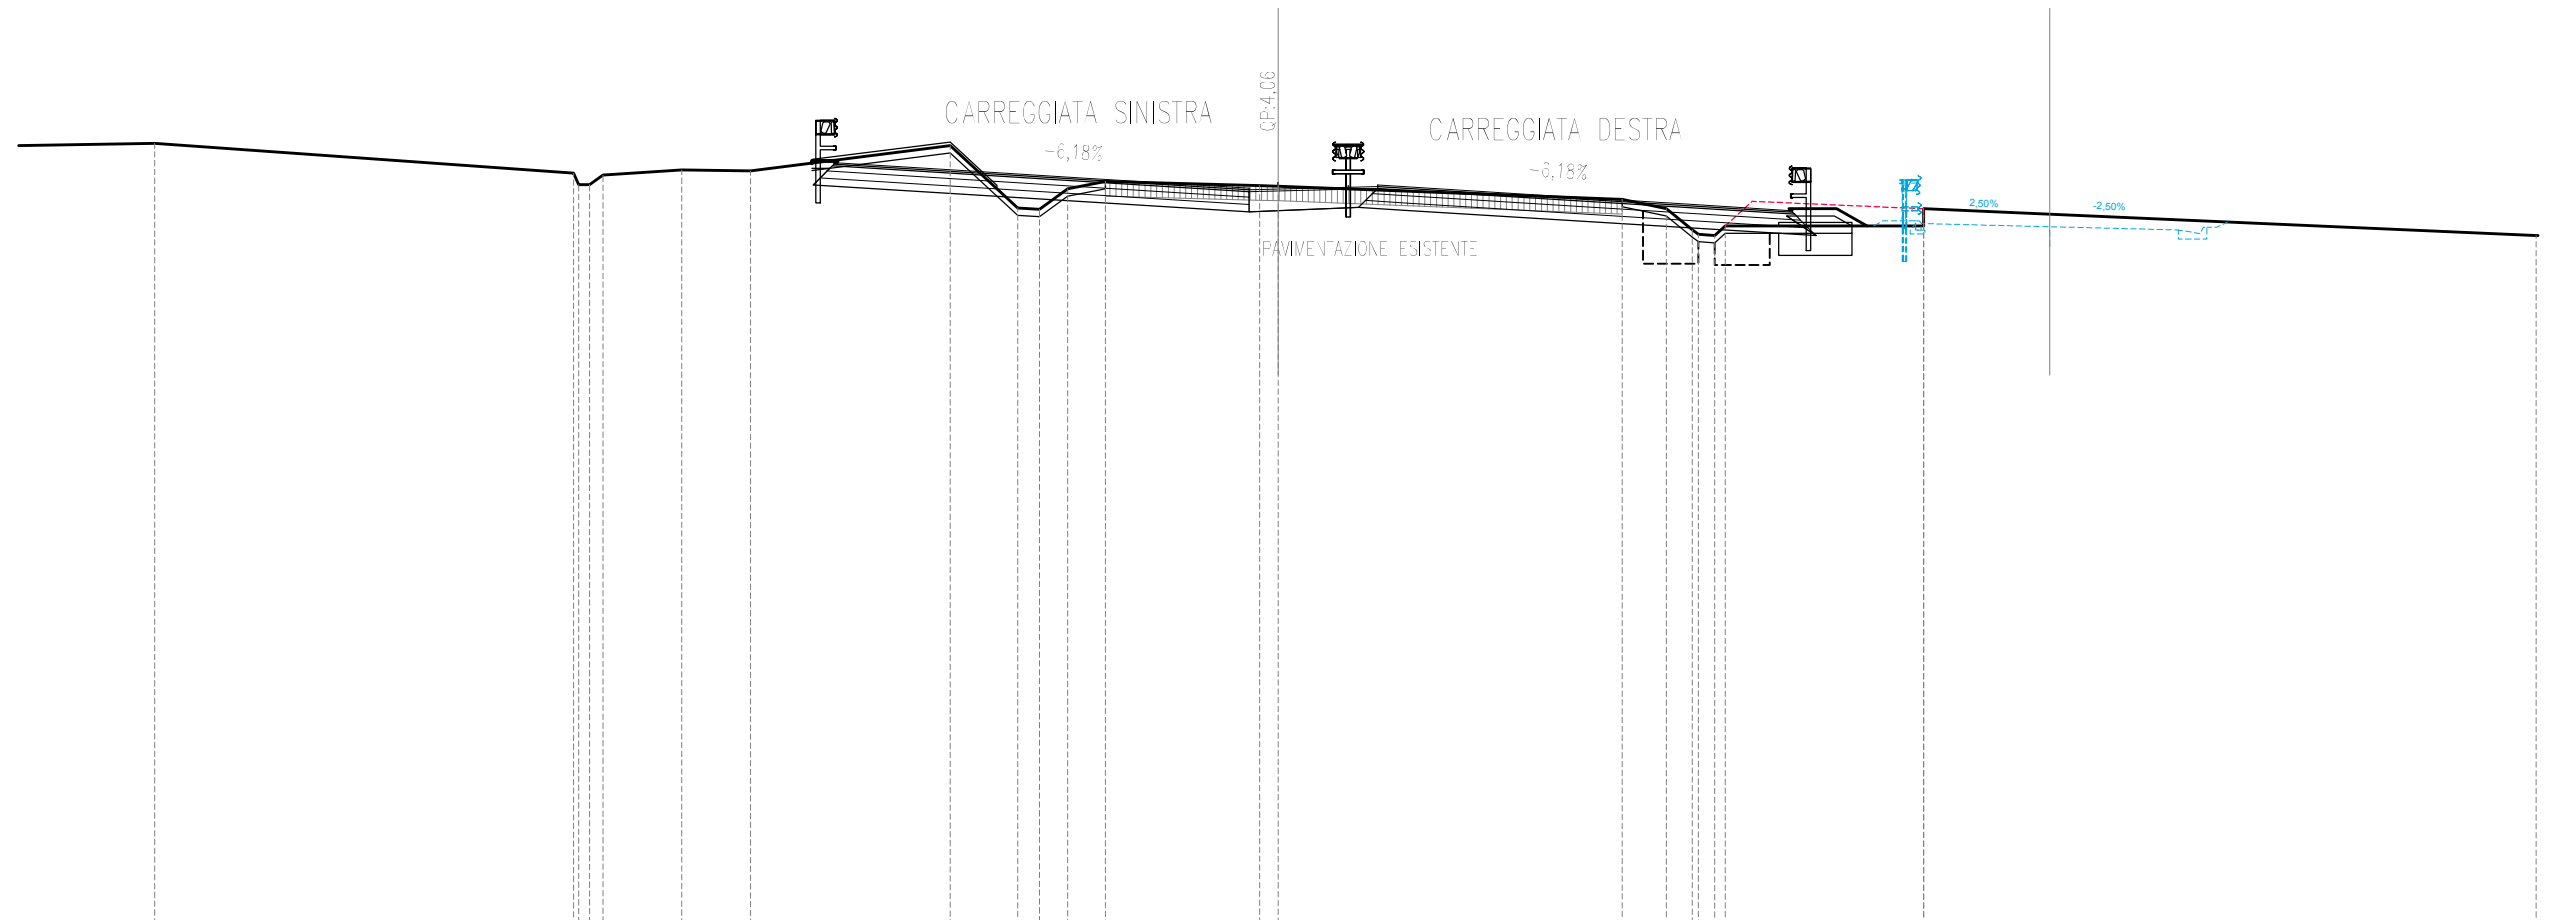 QP:4,06
CARREGGIATA SINISTRA
-6,18%
CARREGGIATA DESTRA
-6,18%
2,50%
-2,50%
PAVIMENTAZIONE ESISTENTE